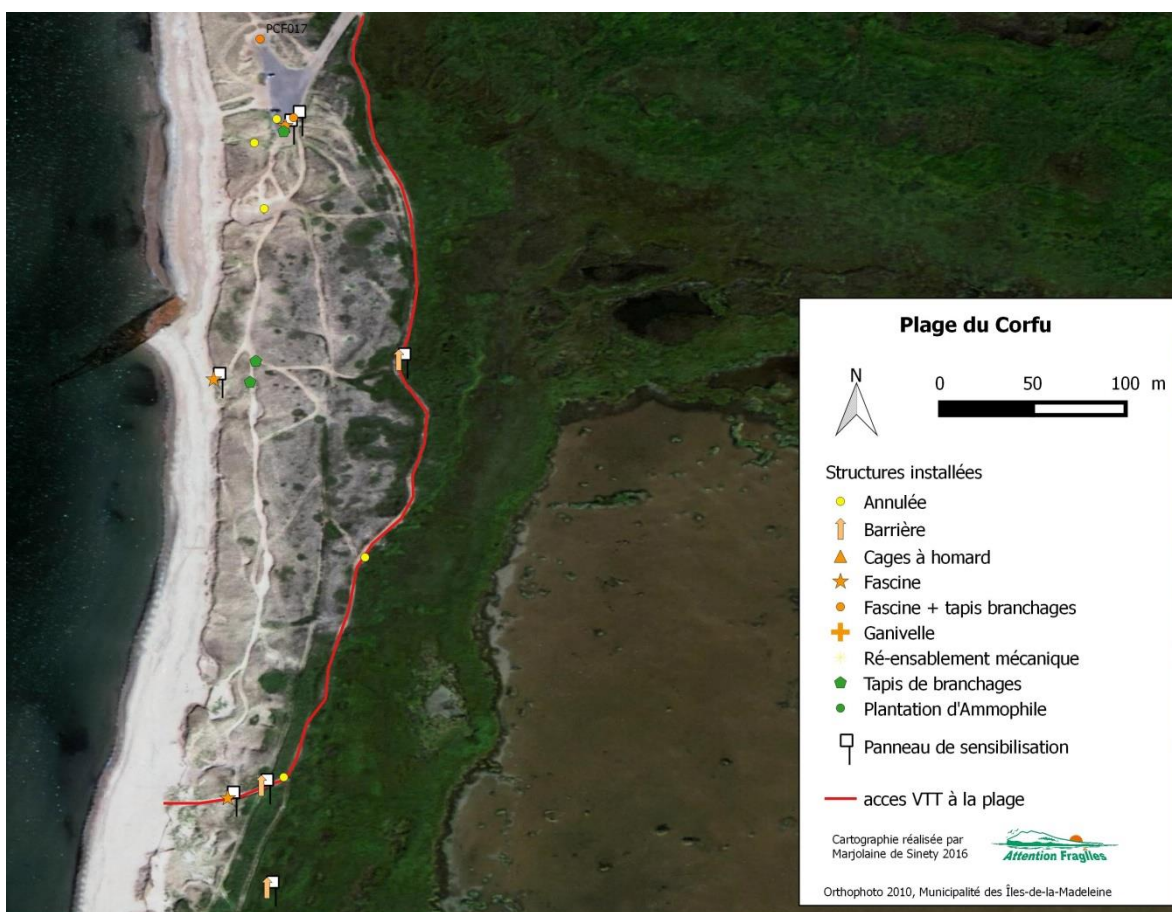 PCF017
Plage du Corfu
N
0 50 100 m
Structures installées
Annulée
Barrière
Cages à homard
Fascine
Fascine + tapis branchages
Ganivelle
Ré-ensablement mécanique
Tapis de branchages
Plantation d'Ammophile
Panneau de sensibilisation
acces VTT à la plage
Cartographie réalisée par
Marjolaine de Sinety 2016
Attention Fragîles
Orthophoto 2010, Municipalité des Îles-de-la-Madeleine